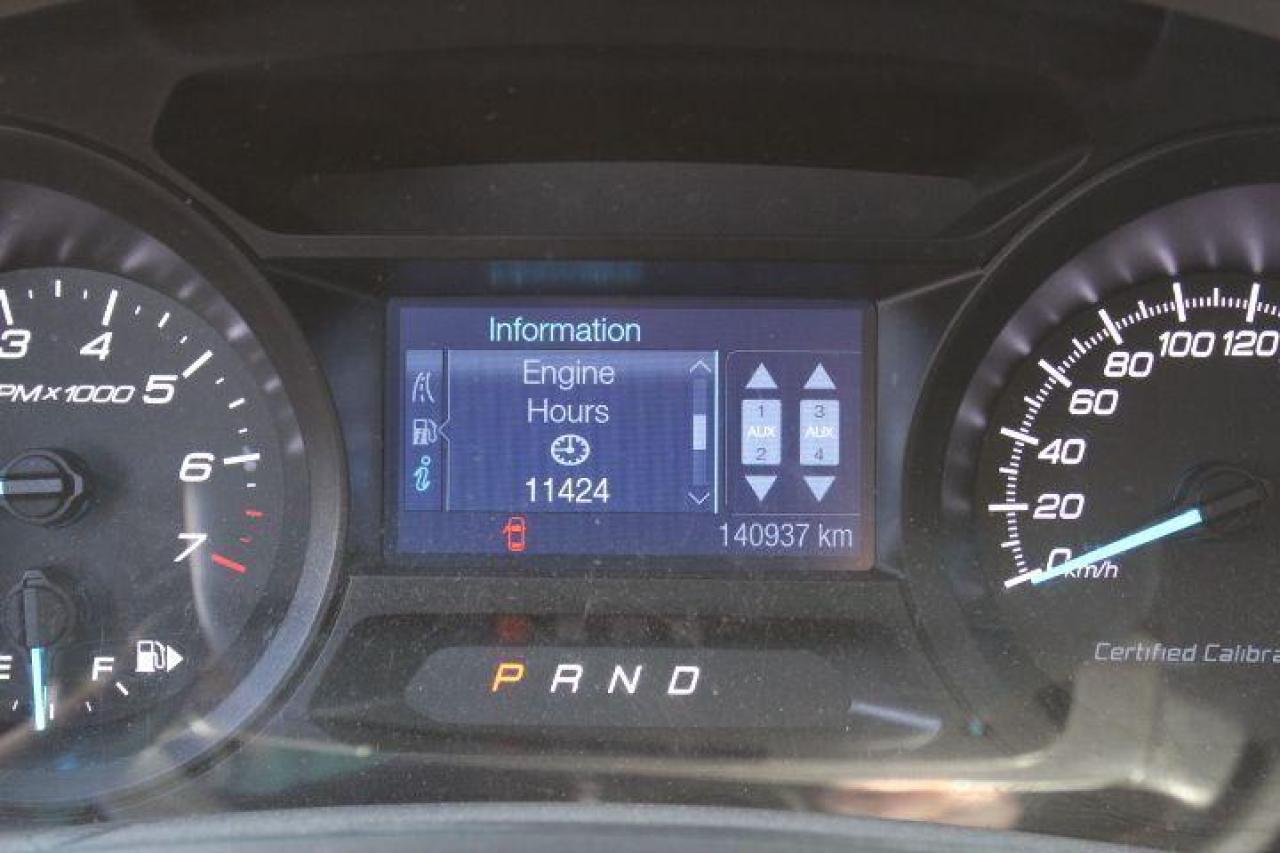 Information
Engine
Hours
11424
1
AUX
2
3
AUX
4
140937 km
3 4 5 6 7
PMx1000
E F
P R N D
0 20 40 60 80 100 120
km/h
Certified Calibra